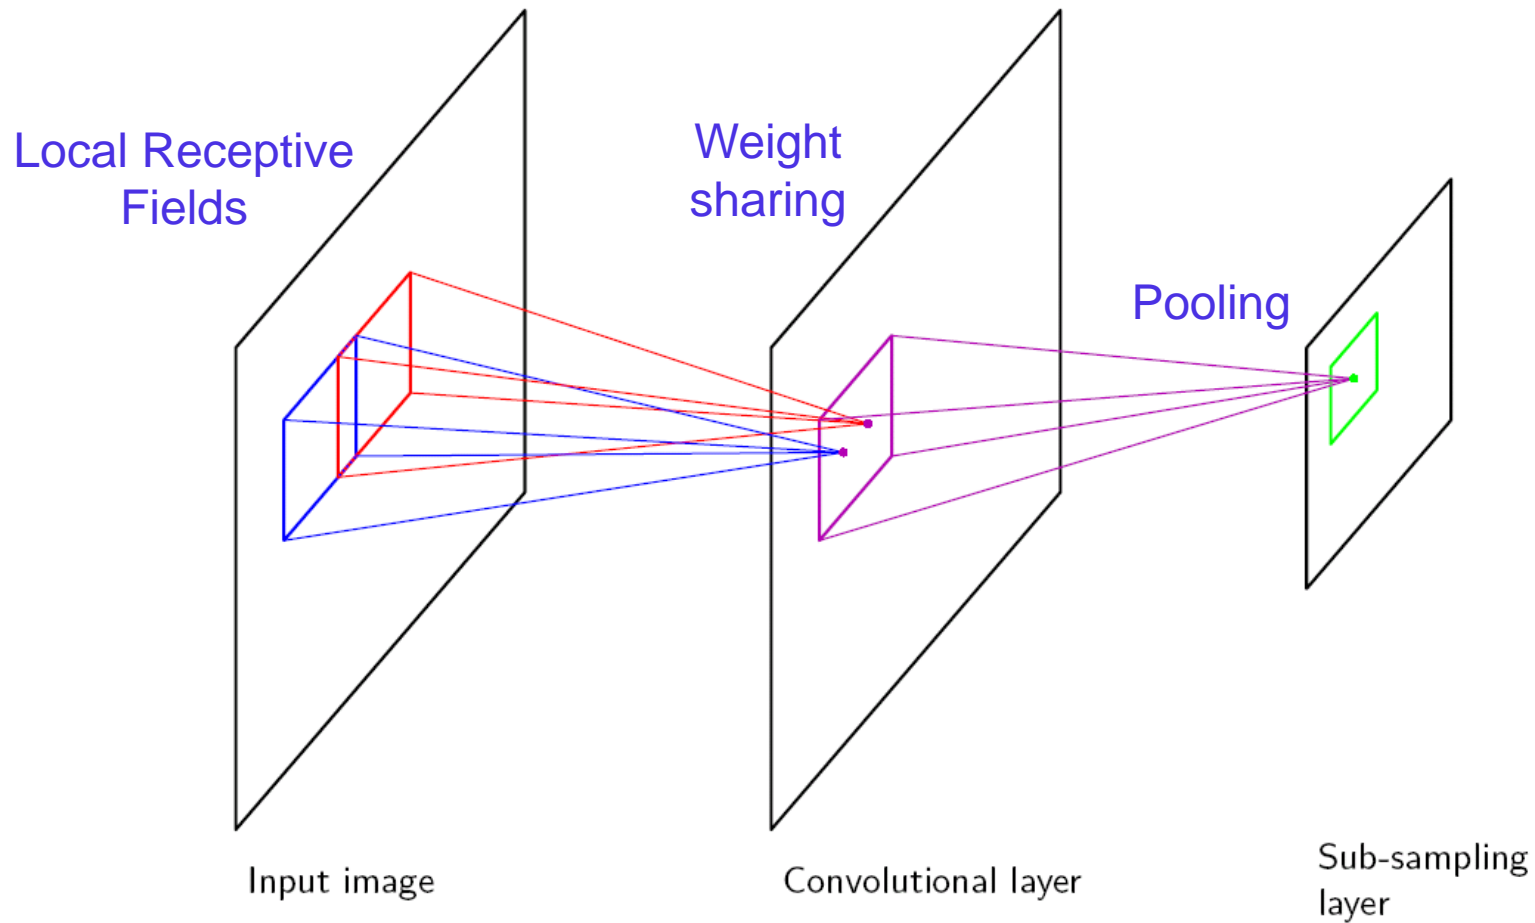 Local Receptive
Fields
Weight
sharing
Pooling
Input image
Convolutional layer
Sub-sampling
layer